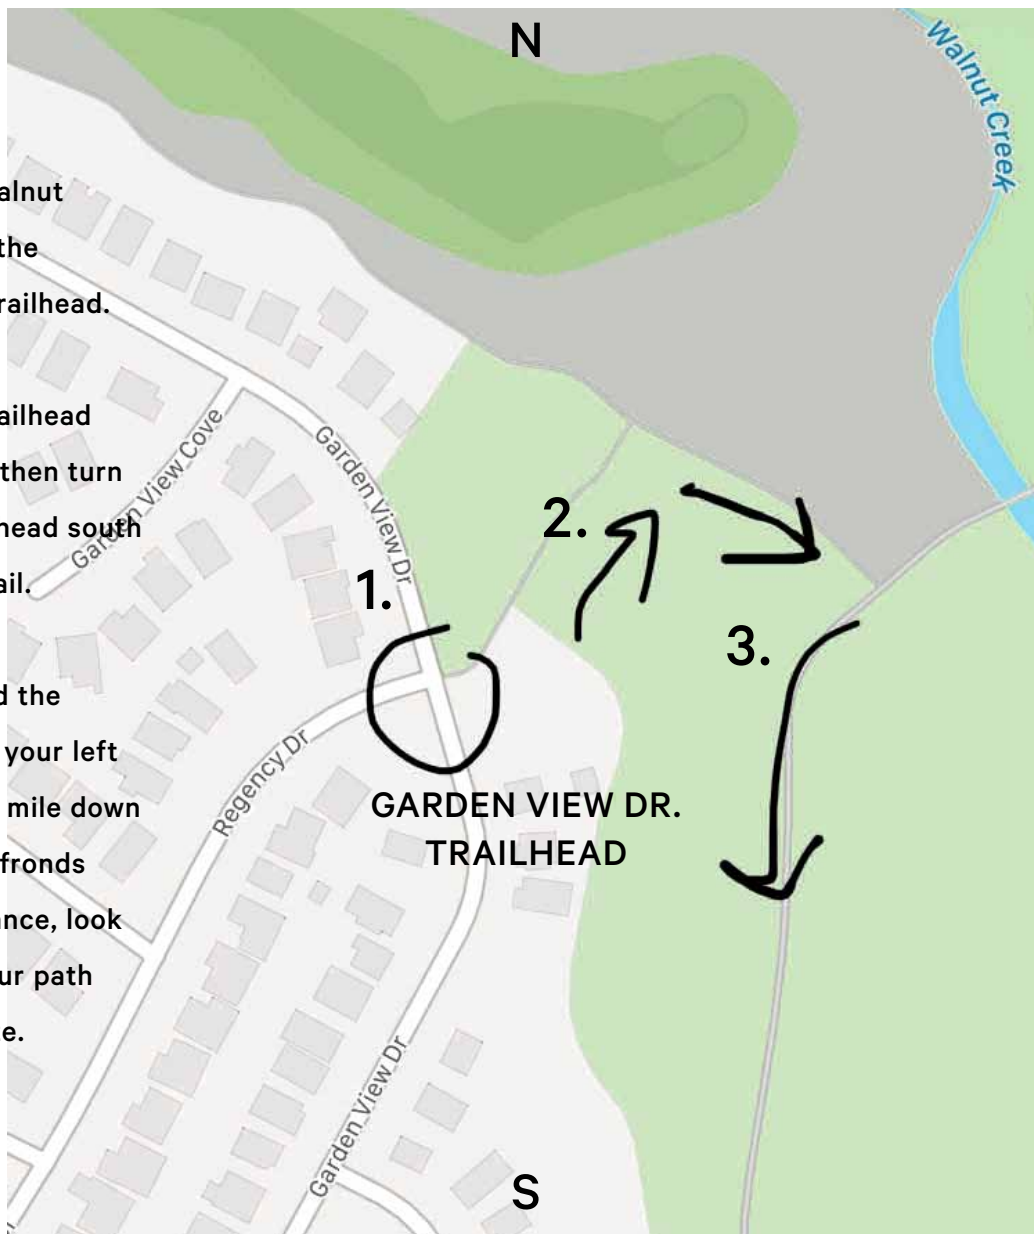 N
Walnut Creek
alnut
the
railhead.
ailhead
then turn
head south
ail.
d the
your left
mile down
fronds
ance, look
ur path
e.
Garden View Cove
Garden View Dr
1.
2.
3.
Regency Dr
GARDEN VIEW DR.
TRAILHEAD
Garden View Dr
S